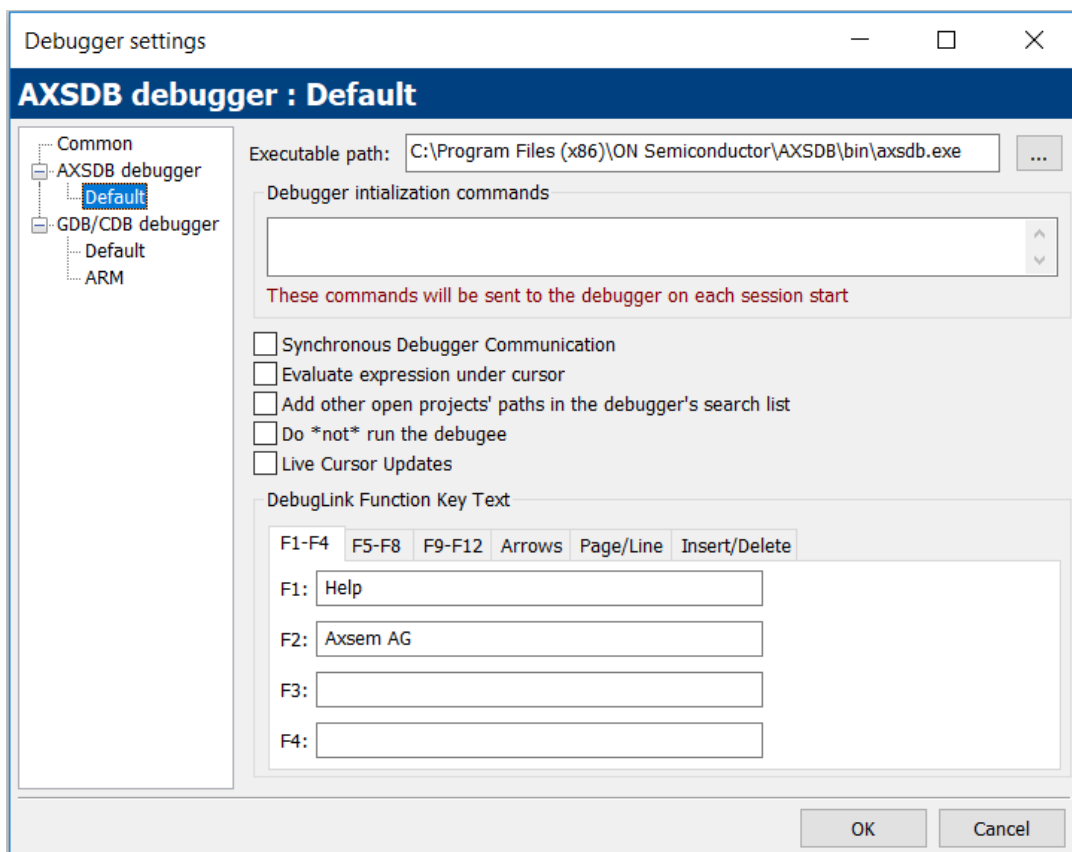 Debugger settings
AXSDB debugger : Default
Common
AXSDB debugger
Default
GDB/CDB debugger
Default
ARM
Executable path: C:\Program Files (x86)\ON Semiconductor\AXSDB\bin\axsdb.exe ...
Debugger intialization commands
These commands will be sent to the debugger on each session start
Synchronous Debugger Communication
Evaluate expression under cursor
Add other open projects' paths in the debugger's search list
Do *not* run the debugee
Live Cursor Updates
DebugLink Function Key Text
F1-F4 F5-F8 F9-F12 Arrows Page/Line Insert/Delete
F1: Help
F2: Axsem AG
F3:
F4:
OK Cancel